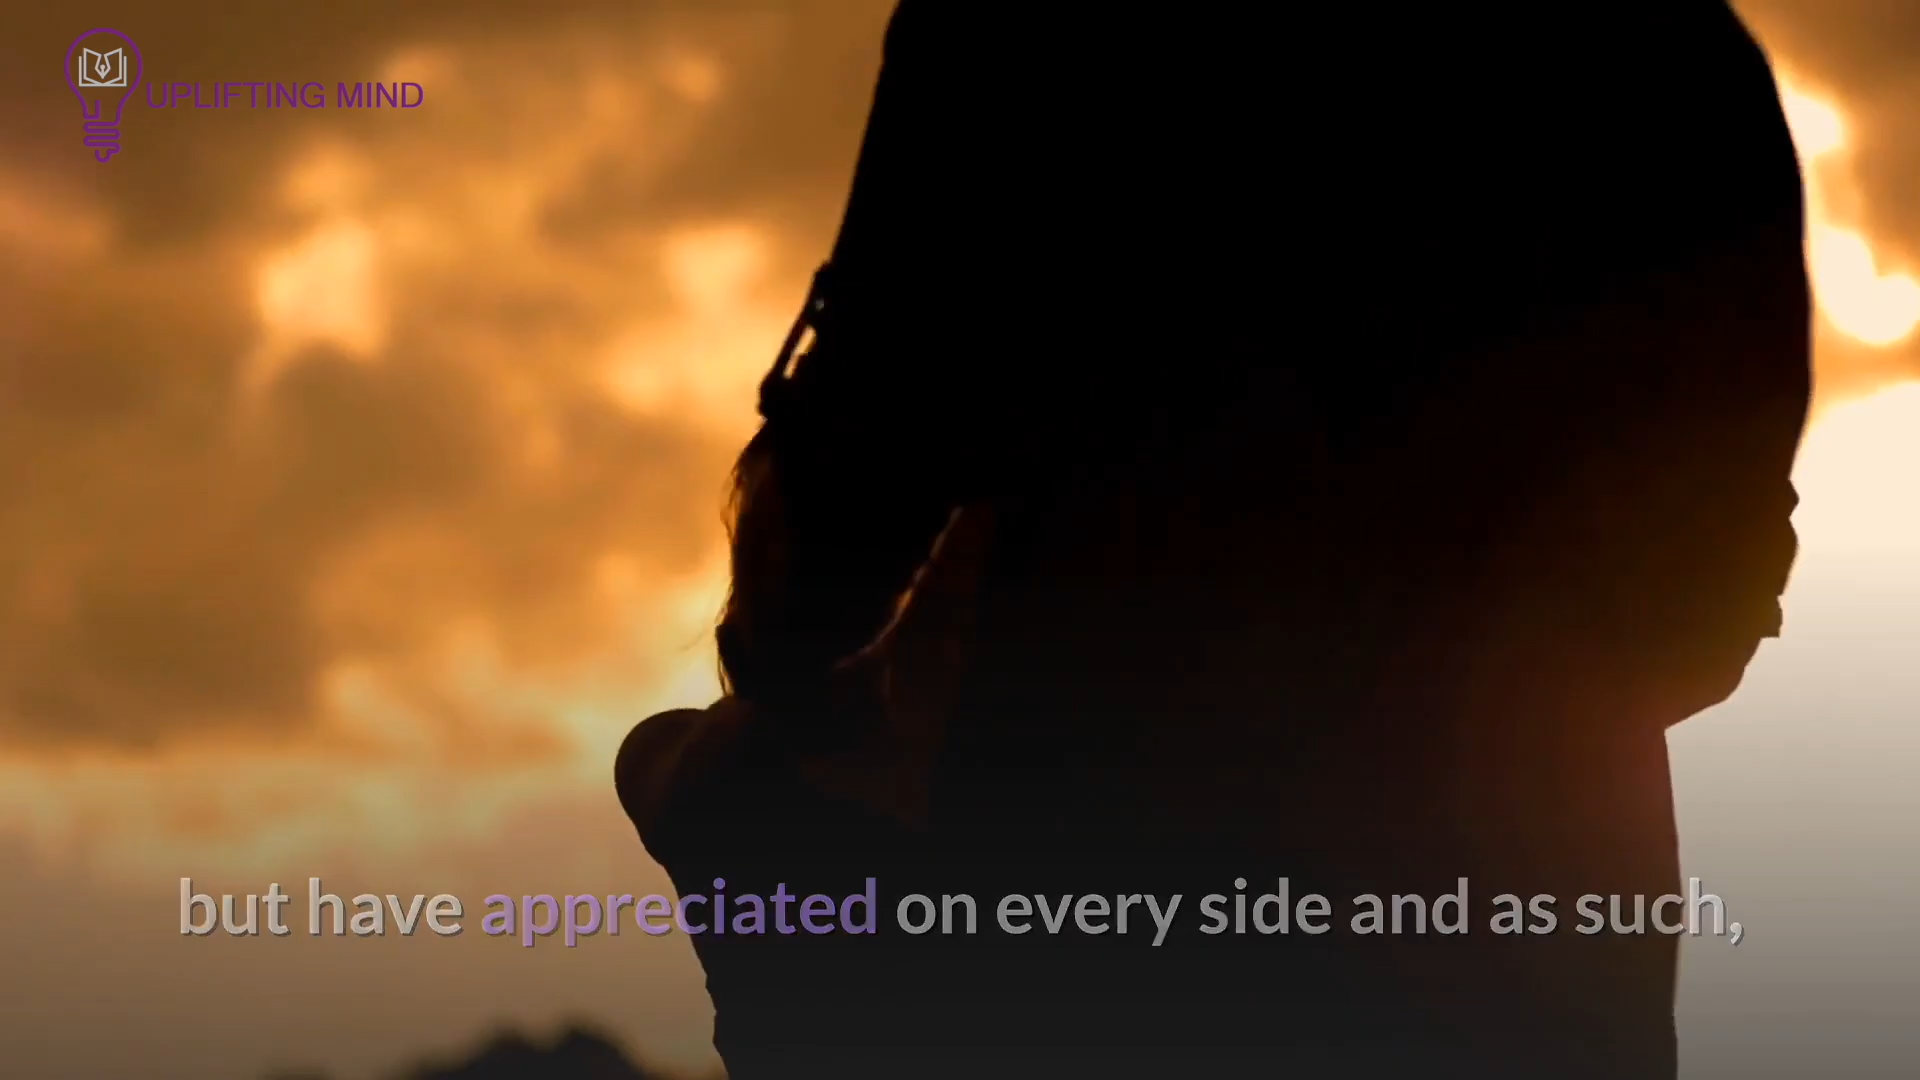 UPLIFTING MIND
but have appreciated on every side and as such,